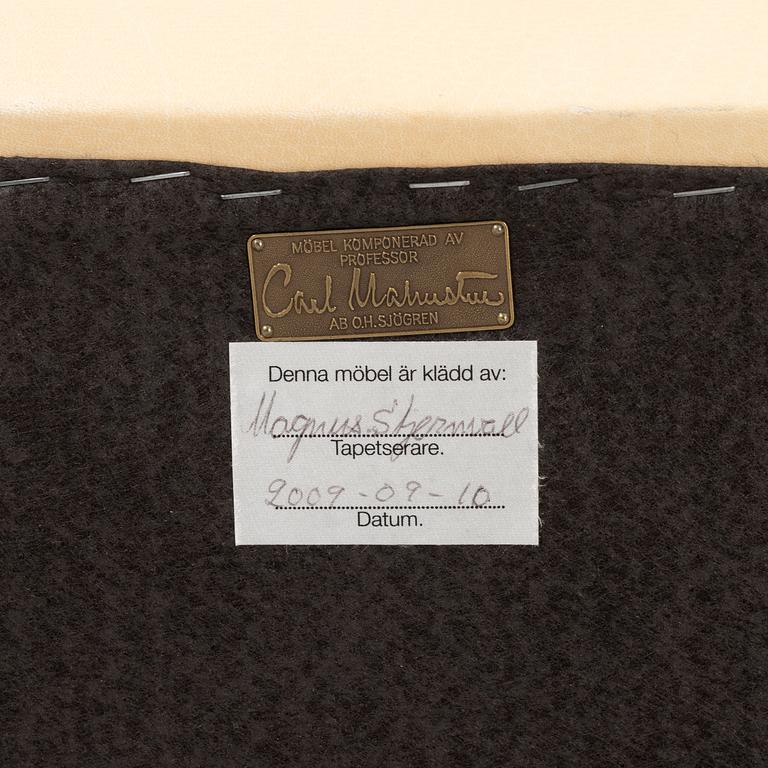 MÖBEL KOMPONERAD AV
PROFESSOR
Carl Malmsten
AB O.H. SJÖGREN
Denna möbel är klädd av:
Magnus Stjernvall
Tapetserare.
2009-09-10
Datum.